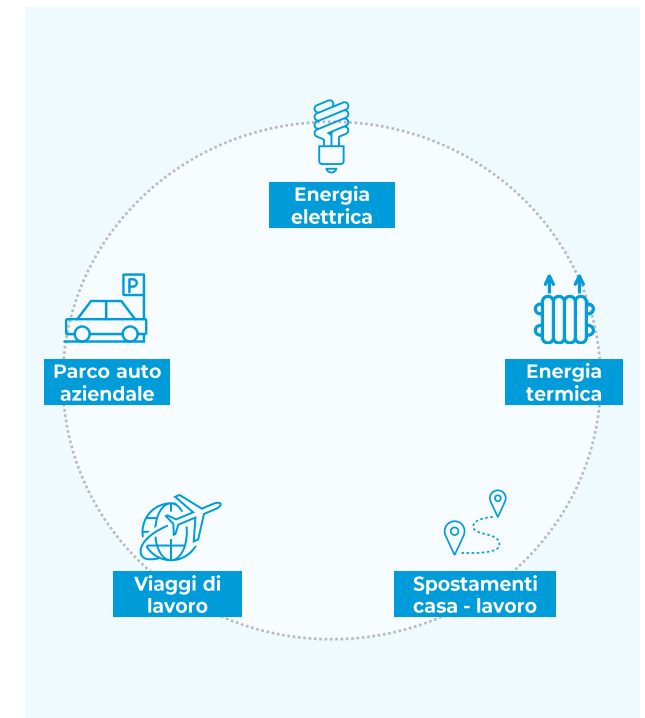 Energia
elettrica
P
Parco auto
aziendale
Energia
termica
Viaggi di
lavoro
Spostamenti
casa - lavoro